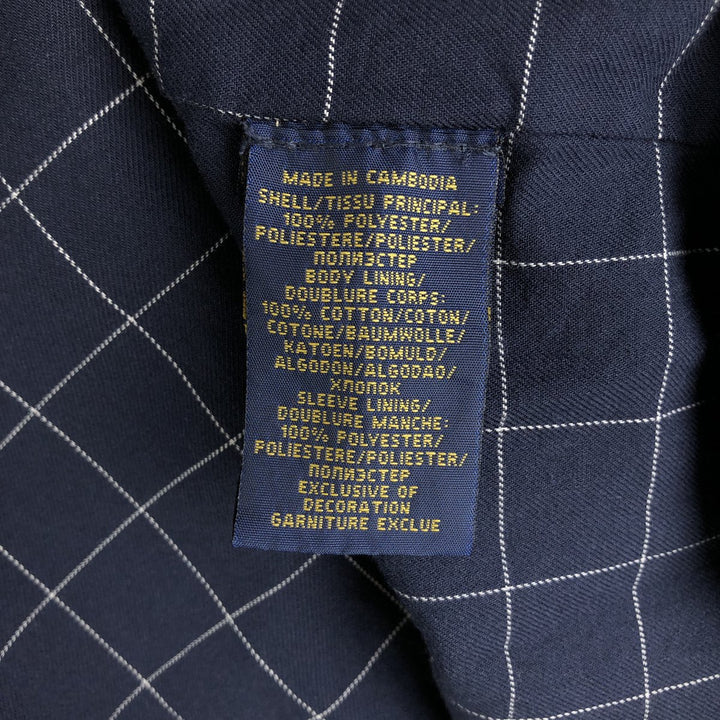 MADE IN CAMBODIA
SHELL/TISSU PRINCIPAL:
100% POLYESTER/
POLIESTERE/POLIESTER/
ПОЛИЭСТЕР
BODY LINING/
DOUBLURE CORPS:
100% COTTON/COTON/
COTONE/BAUMWOLLE/
KATOEN/BOMULD/
ALGODON/ALGODAO/
ХЛОПОК
SLEEVE LINING/
DOUBLURE MANCHE:
100% POLYESTER/
POLIESTERE/POLIESTER/
ПОЛИЭСТЕР
EXCLUSIVE OF
DECORATION
GARNITURE EXCLUE